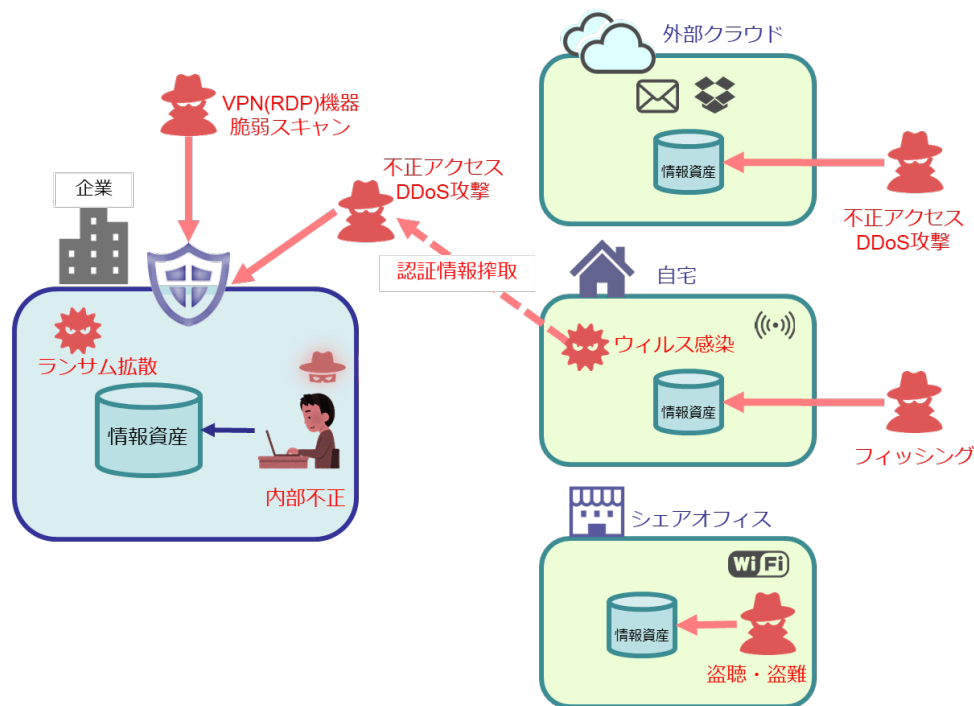 外部クラウド
VPN(RDP)機器
脆弱スキャン
企業
不正アクセス
DDoS攻撃
情報資産
不正アクセス
DDoS攻撃
認証情報搾取
自宅
ランサム拡散
ウィルス感染
情報資産
情報資産
内部不正
フィッシング
シェアオフィス
WiFi
情報資産
盗聴・盗難